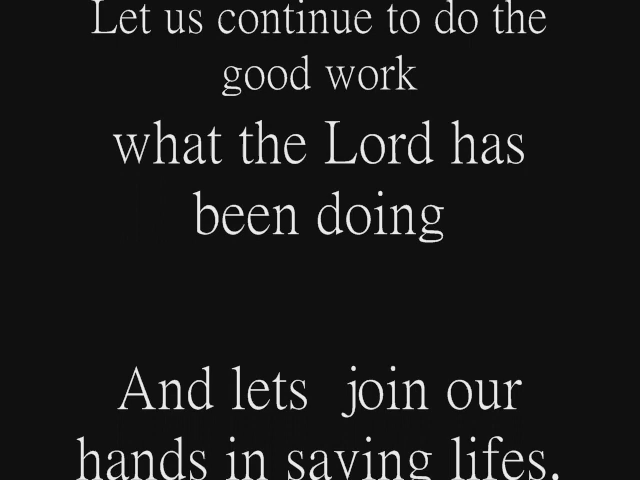 Let us continue to do the
good work
what the Lord has
been doing
And lets join our
hands in saving lifes.